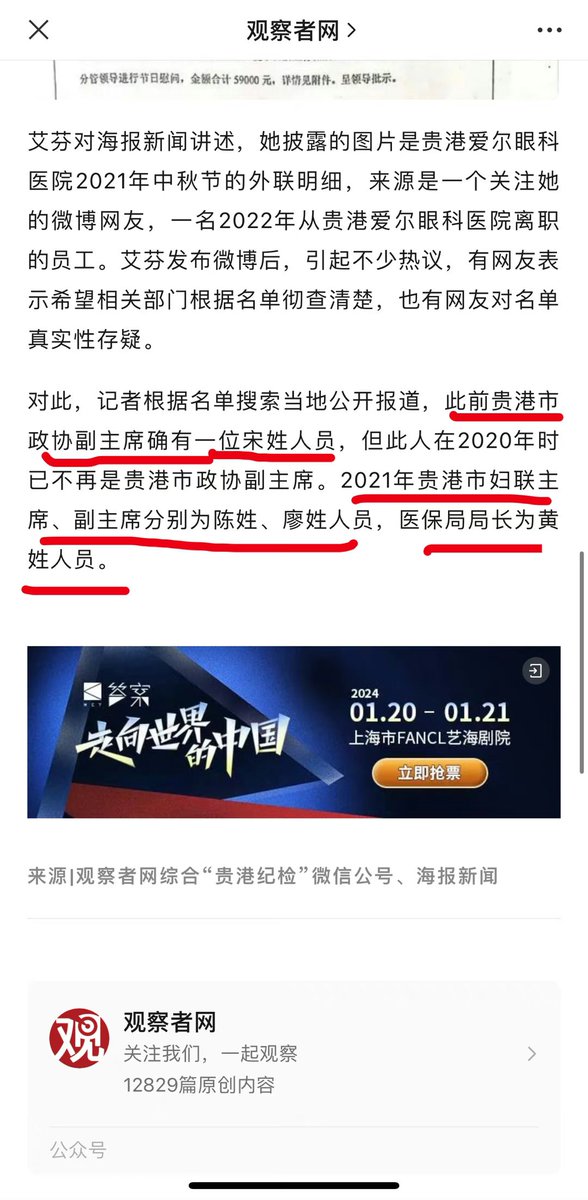 观察者网
分管领导进行节日慰问，金额合计 59000 元，详情见附件。呈领导批示。
艾芬对海报新闻讲述，她披露的图片是贵港爱尔眼科
医院2021年中秋节的外联明细，来源是一个关注她
的微博网友，一名2022年从贵港爱尔眼科医院离职
的员工。艾芬发布微博后，引起不少热议，有网友表
示希望相关部门根据名单彻查清楚，也有网友对名单
真实性存疑。
对此，记者根据名单搜索当地公开报道，此前贵港市
政协副主席确有一位宋姓人员，但此人在2020年时
已不再是贵港市政协副主席。2021年贵港市妇联主
席、副主席分别为陈姓、廖姓人员，医保局局长为黄
姓人员。
答案
走向世界
的中国
2024
01.20 - 01.21
上海市FANCL艺海剧院
立即抢票
来源|观察者网综合“贵港纪检”微信公号、海报新闻
观
观察者网
关注我们，一起观察
12829篇原创内容
公众号